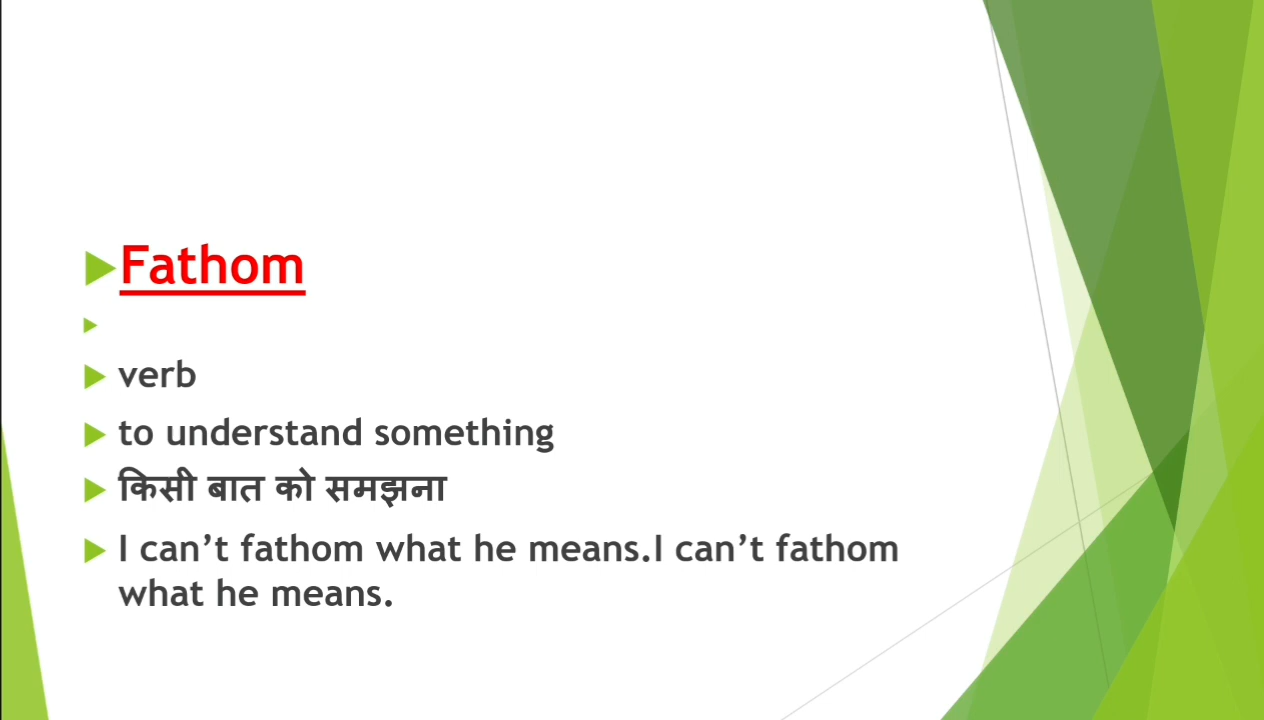 Fathom
verb
to understand something
किसी बात को समझना
I can’t fathom what he means.I can’t fathom
what he means.